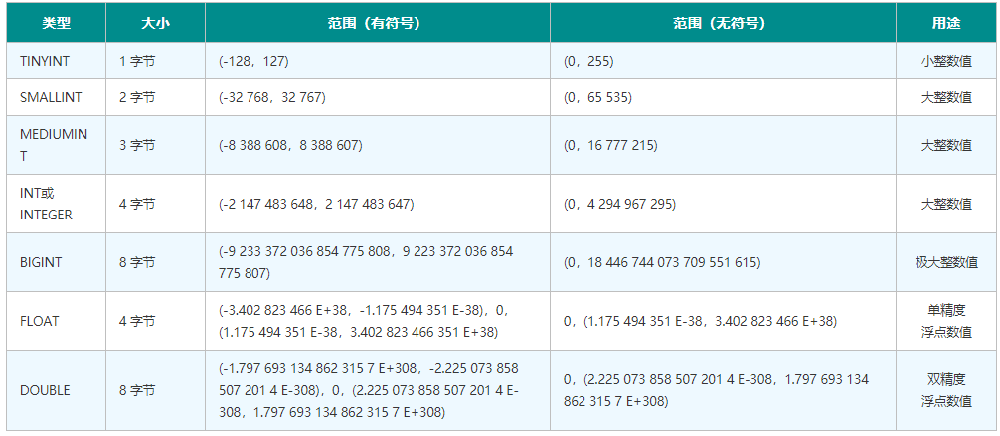 类型 大小 范围（有符号） 范围（无符号） 用途
TINYINT 1 字节 (-128，127) (0，255) 小整数值
SMALLINT 2 字节 (-32 768，32 767) (0，65 535) 大整数值
MEDIUMIN
T 3 字节 (-8 388 608，8 388 607) (0，16 777 215) 大整数值
INT或
INTEGER 4 字节 (-2 147 483 648，2 147 483 647) (0，4 294 967 295) 大整数值
BIGINT 8 字节 (-9 233 372 036 854 775 808，9 223 372 036 854
775 807) (0，18 446 744 073 709 551 615) 极大整数值
FLOAT 4 字节 (-3.402 823 466 E+38，-1.175 494 351 E-38)，0，
(1.175 494 351 E-38，3.402 823 466 351 E+38) 0，(1.175 494 351 E-38，3.402 823 466 E+38) 单精度
浮点数值
DOUBLE 8 字节 (-1.797 693 134 862 315 7 E+308，-2.225 073 858
507 201 4 E-308)，0，(2.225 073 858 507 201 4 E-
308，1.797 693 134 862 315 7 E+308) 0，(2.225 073 858 507 201 4 E-308，1.797 693 134
862 315 7 E+308) 双精度
浮点数值